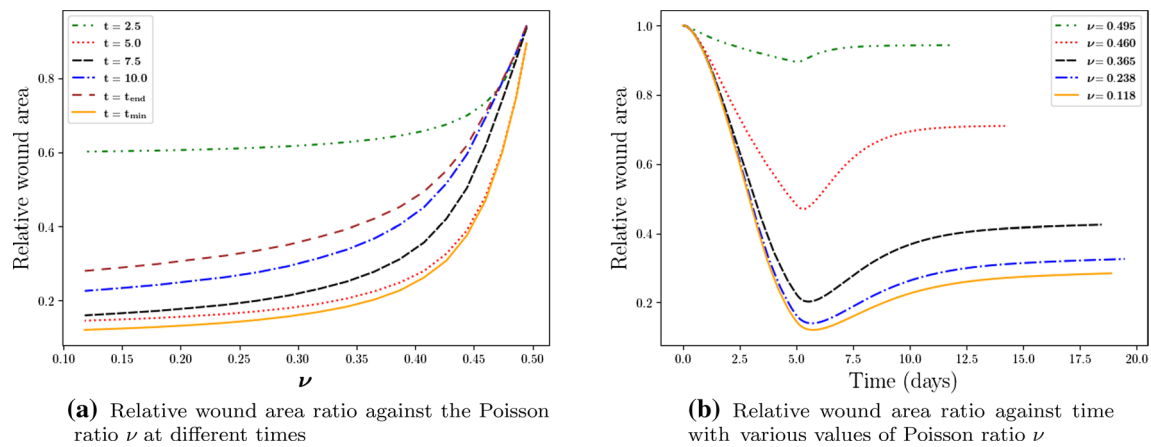 t = 2.5
t = 5.0
t = 7.5
t = 10.0
t = t_end
t = t_min
Relative wound area
0.8
0.6
0.4
0.2
0.10 0.15 0.20 0.25 0.30 0.35 0.40 0.45 0.50
ν
(a) Relative wound area ratio against the Poisson
ratio ν at different times
ν = 0.495
ν = 0.460
ν = 0.365
ν = 0.238
ν = 0.118
Relative wound area
1.0
0.8
0.6
0.4
0.2
0.0 2.5 5.0 7.5 10.0 12.5 15.0 17.5 20.0
Time (days)
(b) Relative wound area ratio against time
with various values of Poisson ratio ν